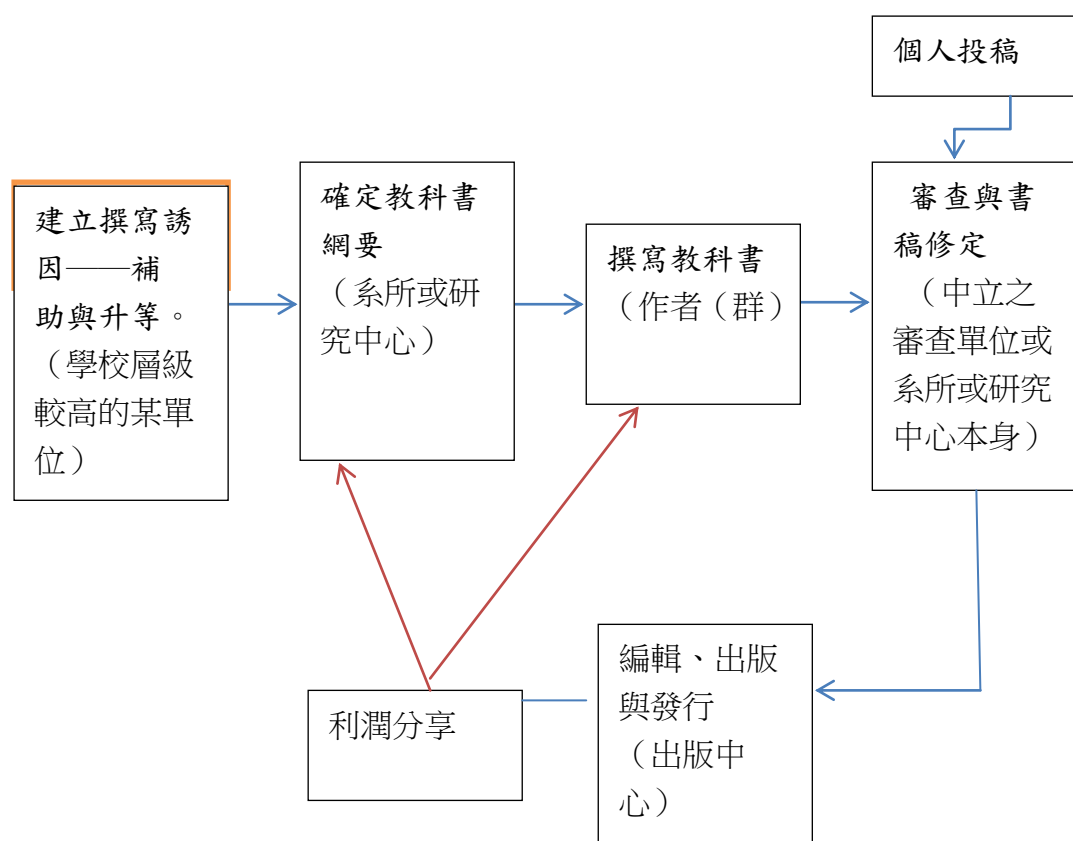 個人投稿
建立撰寫誘
因——補
助與升等。
（學校層級
較高的某單
位）
確定教科書
網要
（系所或研
究中心）
撰寫教科書
（作者（群）
審查與書
稿修定
（中立之
審查單位或
系所或研究
中心本身）
編輯、出版
與發行
（出版中
心）
利潤分享